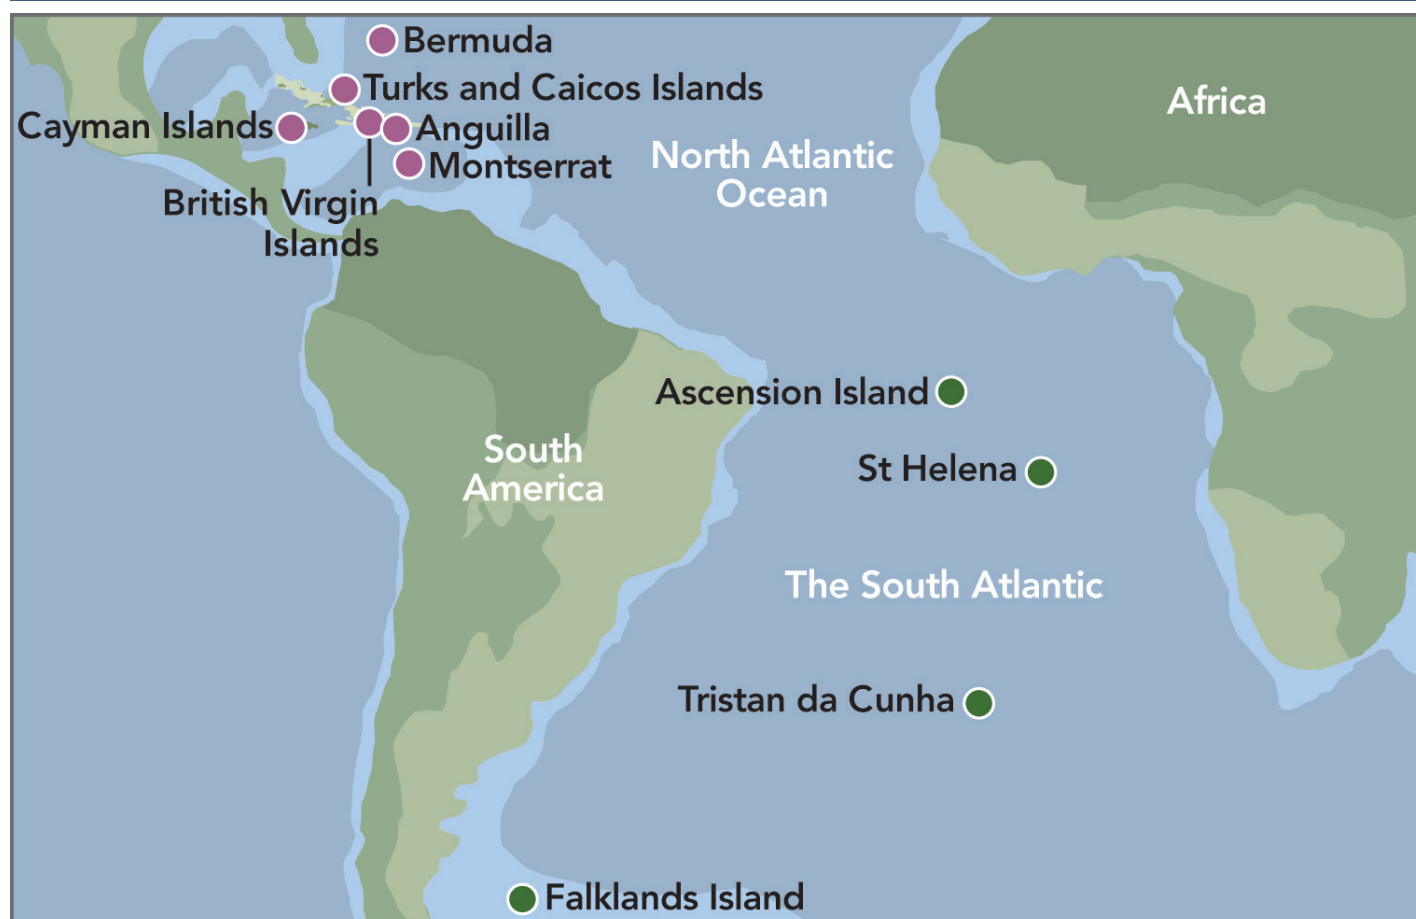 Bermuda
Turks and Caicos Islands
Africa
Cayman Islands
Anguilla
North Atlantic
Ocean
Montserrat
British Virgin
Islands
Ascension Island
South
America
St Helena
The South Atlantic
Tristan da Cunha
Falklands Island